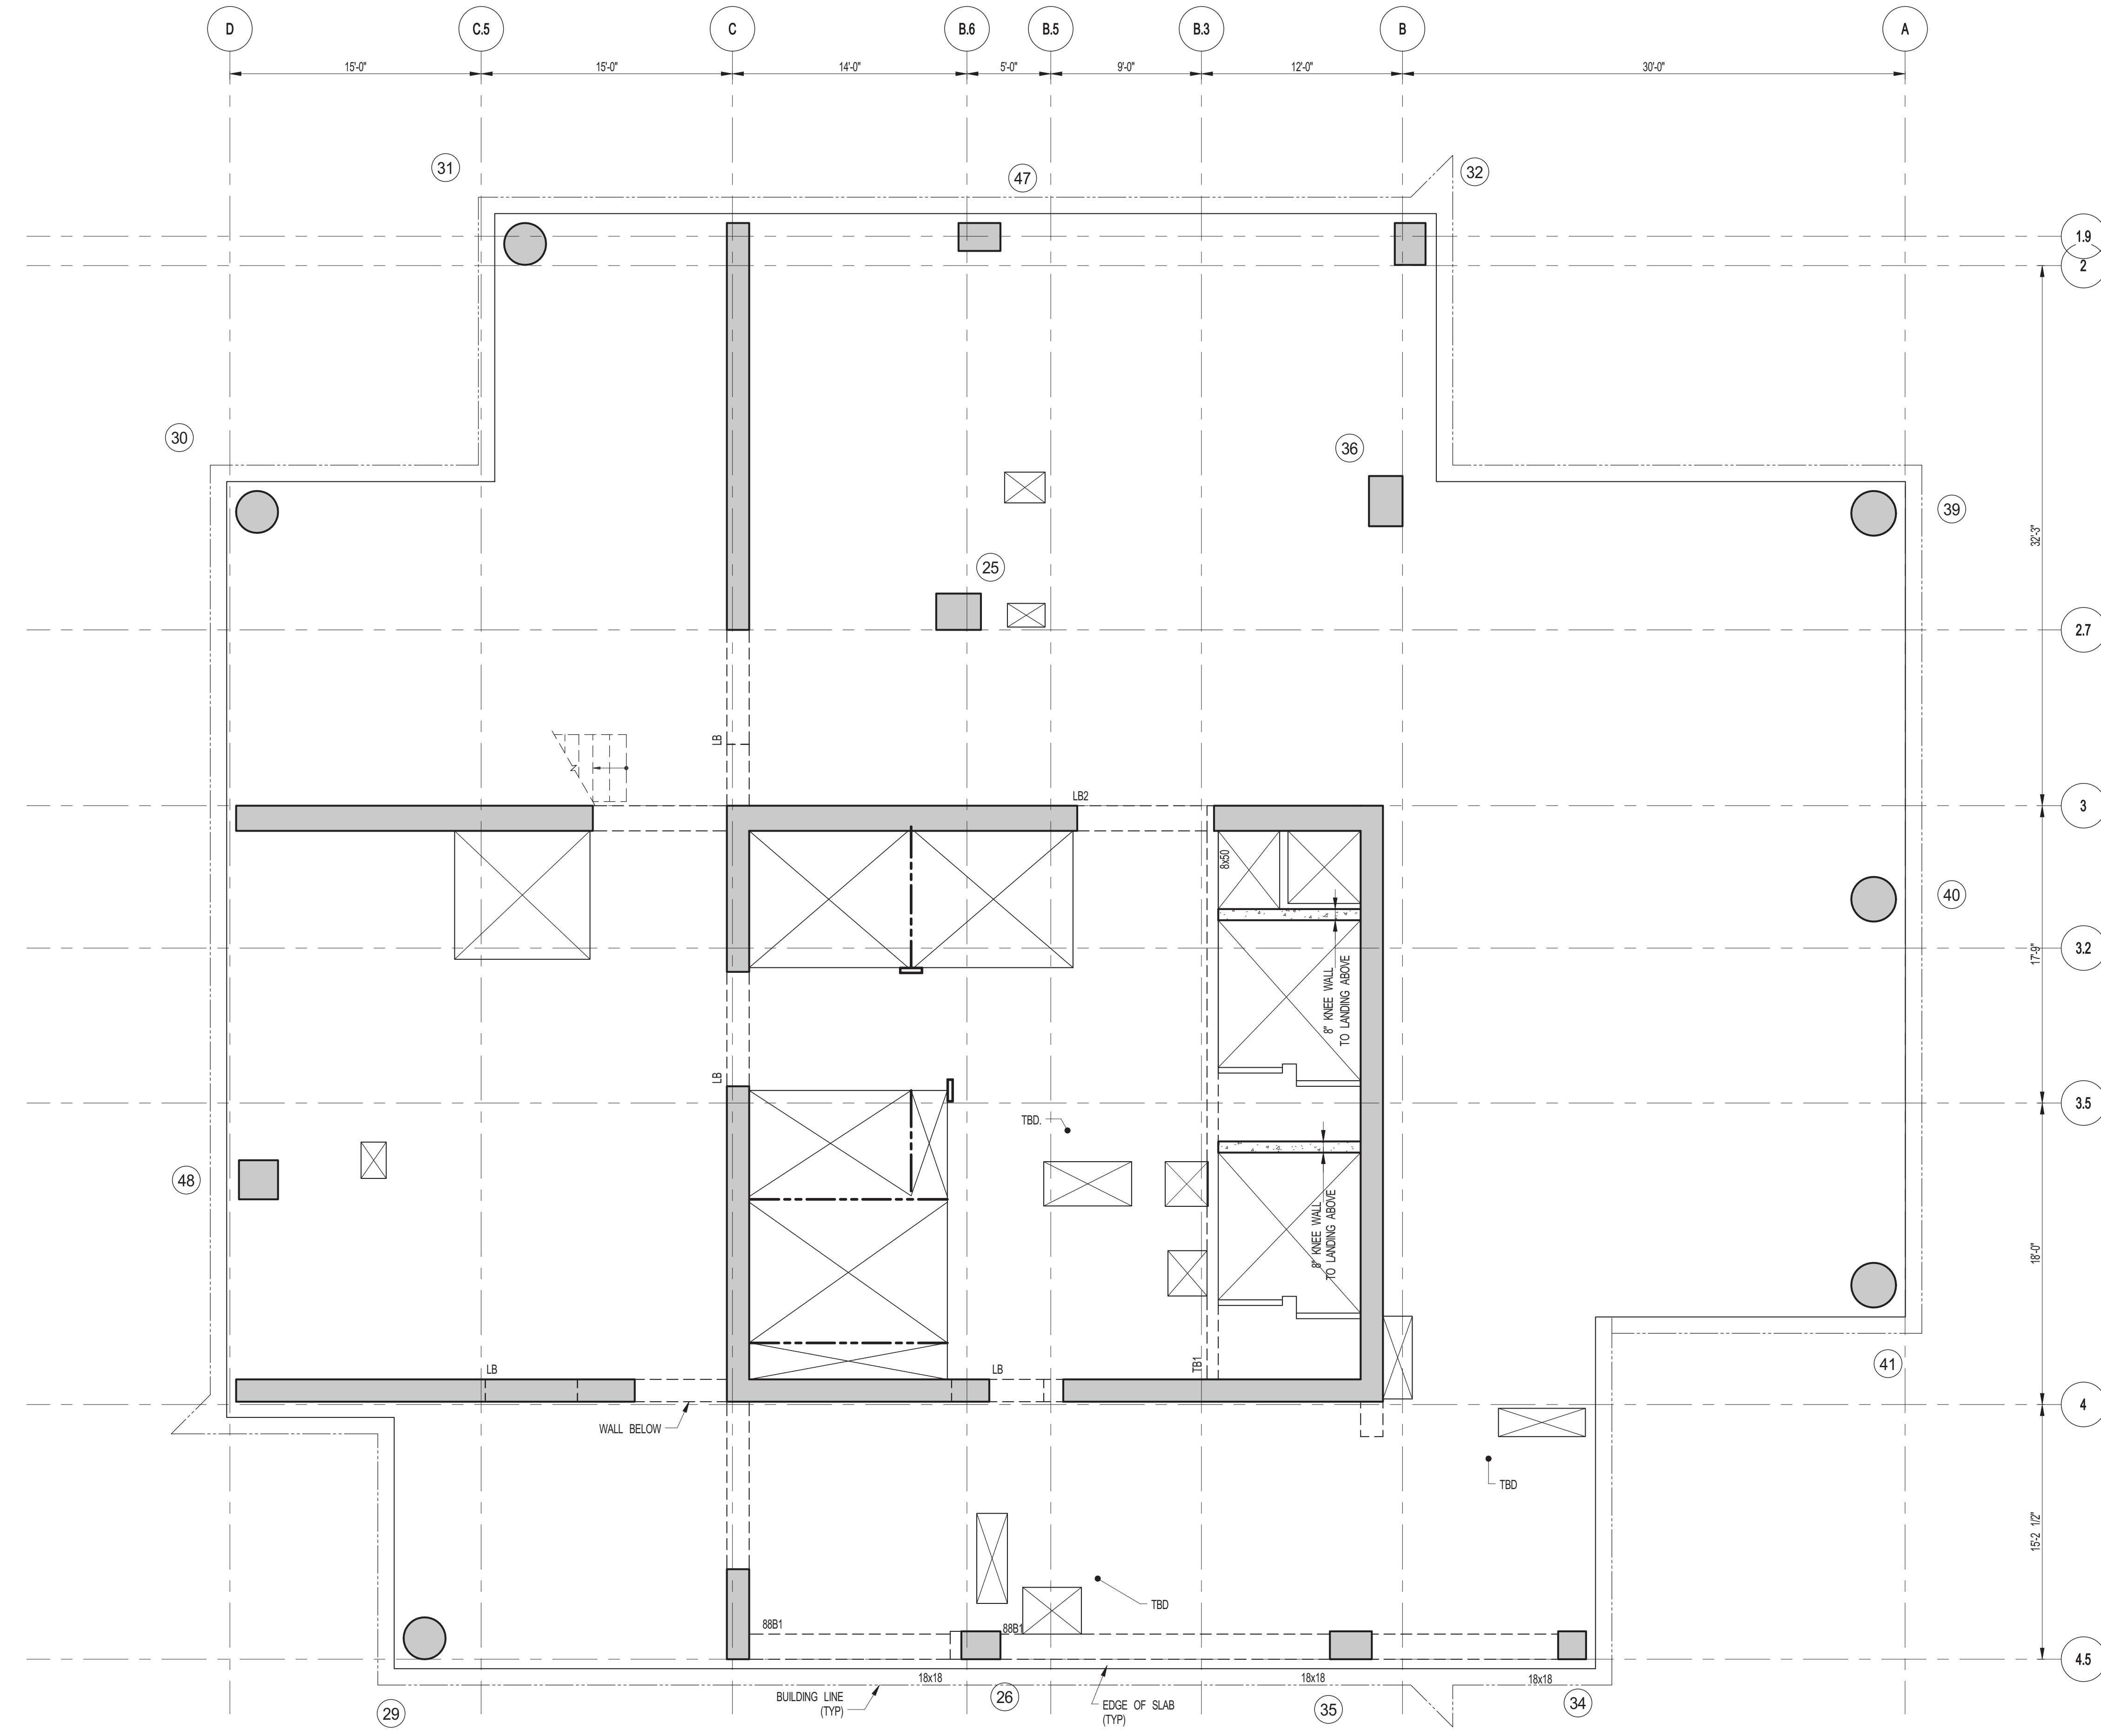 D
C.5
C
B.6
B.5
B.3
B
A
15'-0"
15'-0"
14'-0"
5'-0"
9'-0"
12'-0"
30'-0"
31
47
32
1.9
2
30
36
39
25
32'-3"
2.7
LB
LB2
3
8x50
40
3.2
17'-9"
8" KNEE WALL
TO LANDING ABOVE
LB
3.5
TBD.
48
8" KNEE WALL
TO LANDING ABOVE
18'-0"
LB
LB
TB1
41
4
WALL BELOW
TBD
15'-2 1/2"
TBD
88B1
88B1
4.5
18x18
18x18
18x18
BUILDING LINE
(TYP)
26
EDGE OF SLAB
(TYP)
29
35
34